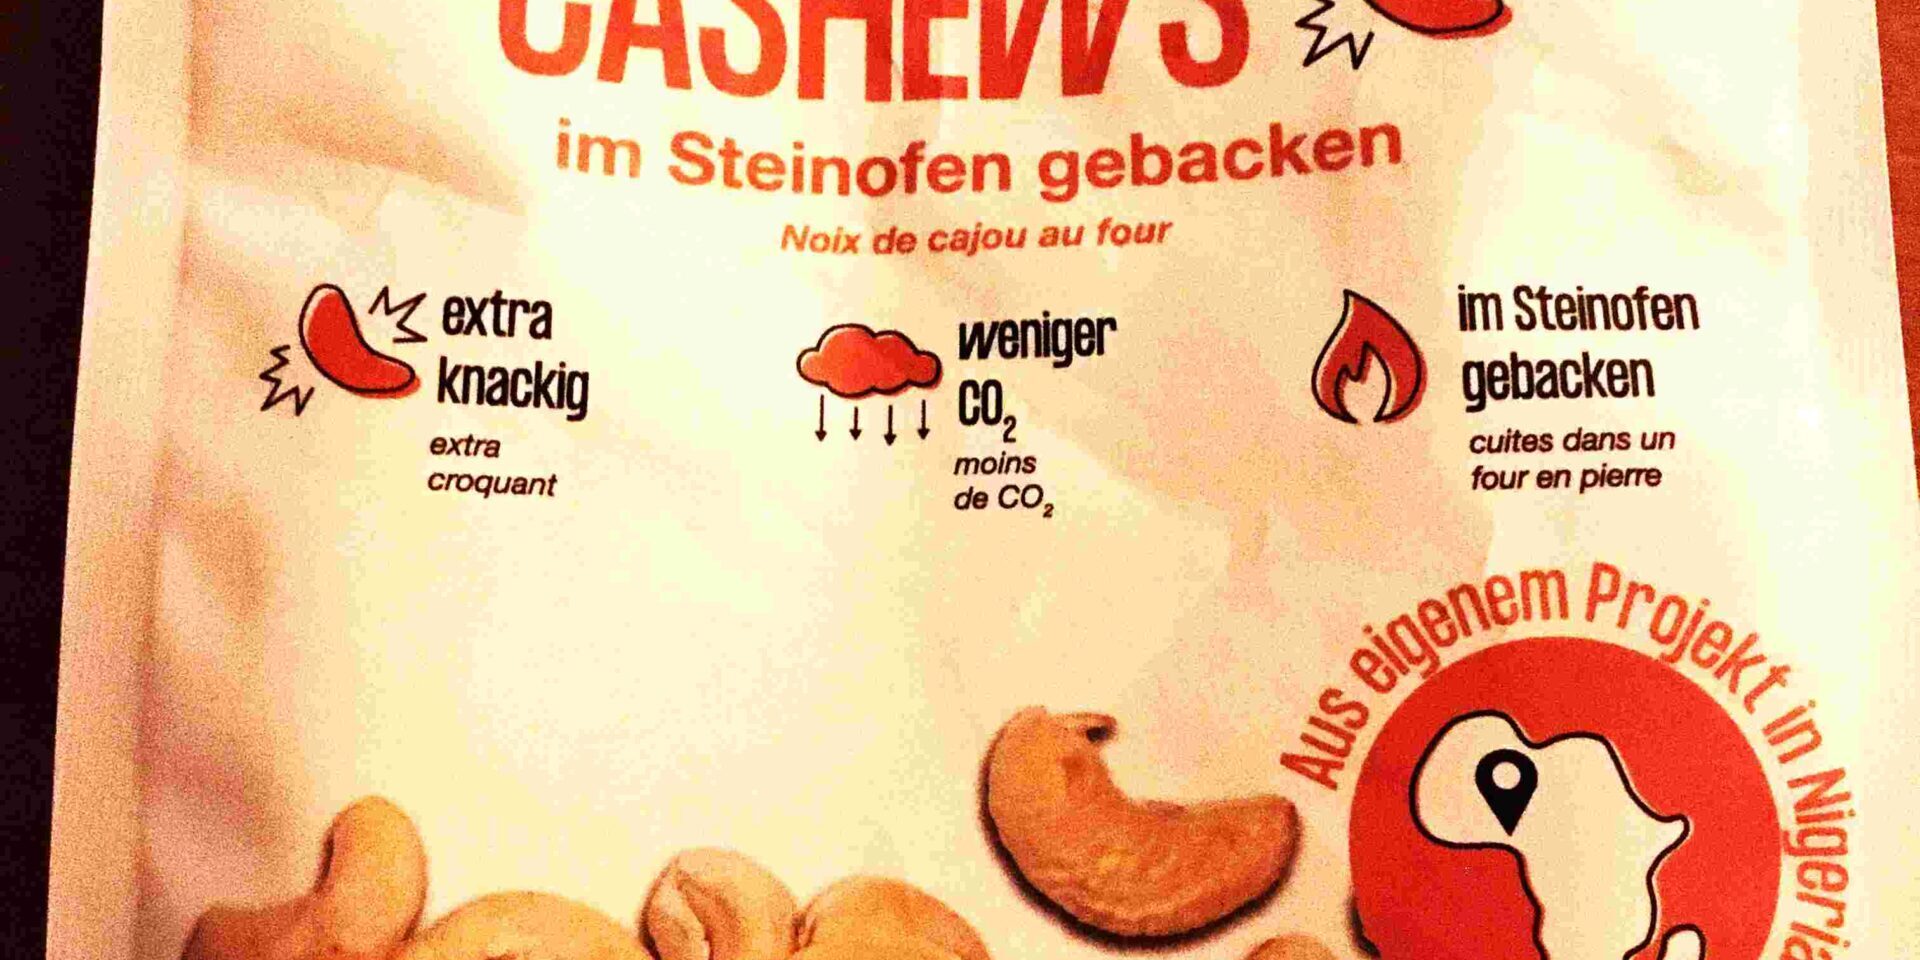 CASHEWS
im Steinofen gebacken
Noix de cajou au four
extra
knackig
extra
croquant
weniger
CO₂
moins
de CO₂
im Steinofen
gebacken
cuites dans un
four en pierre
Aus eigenem Projekt in Nigeria